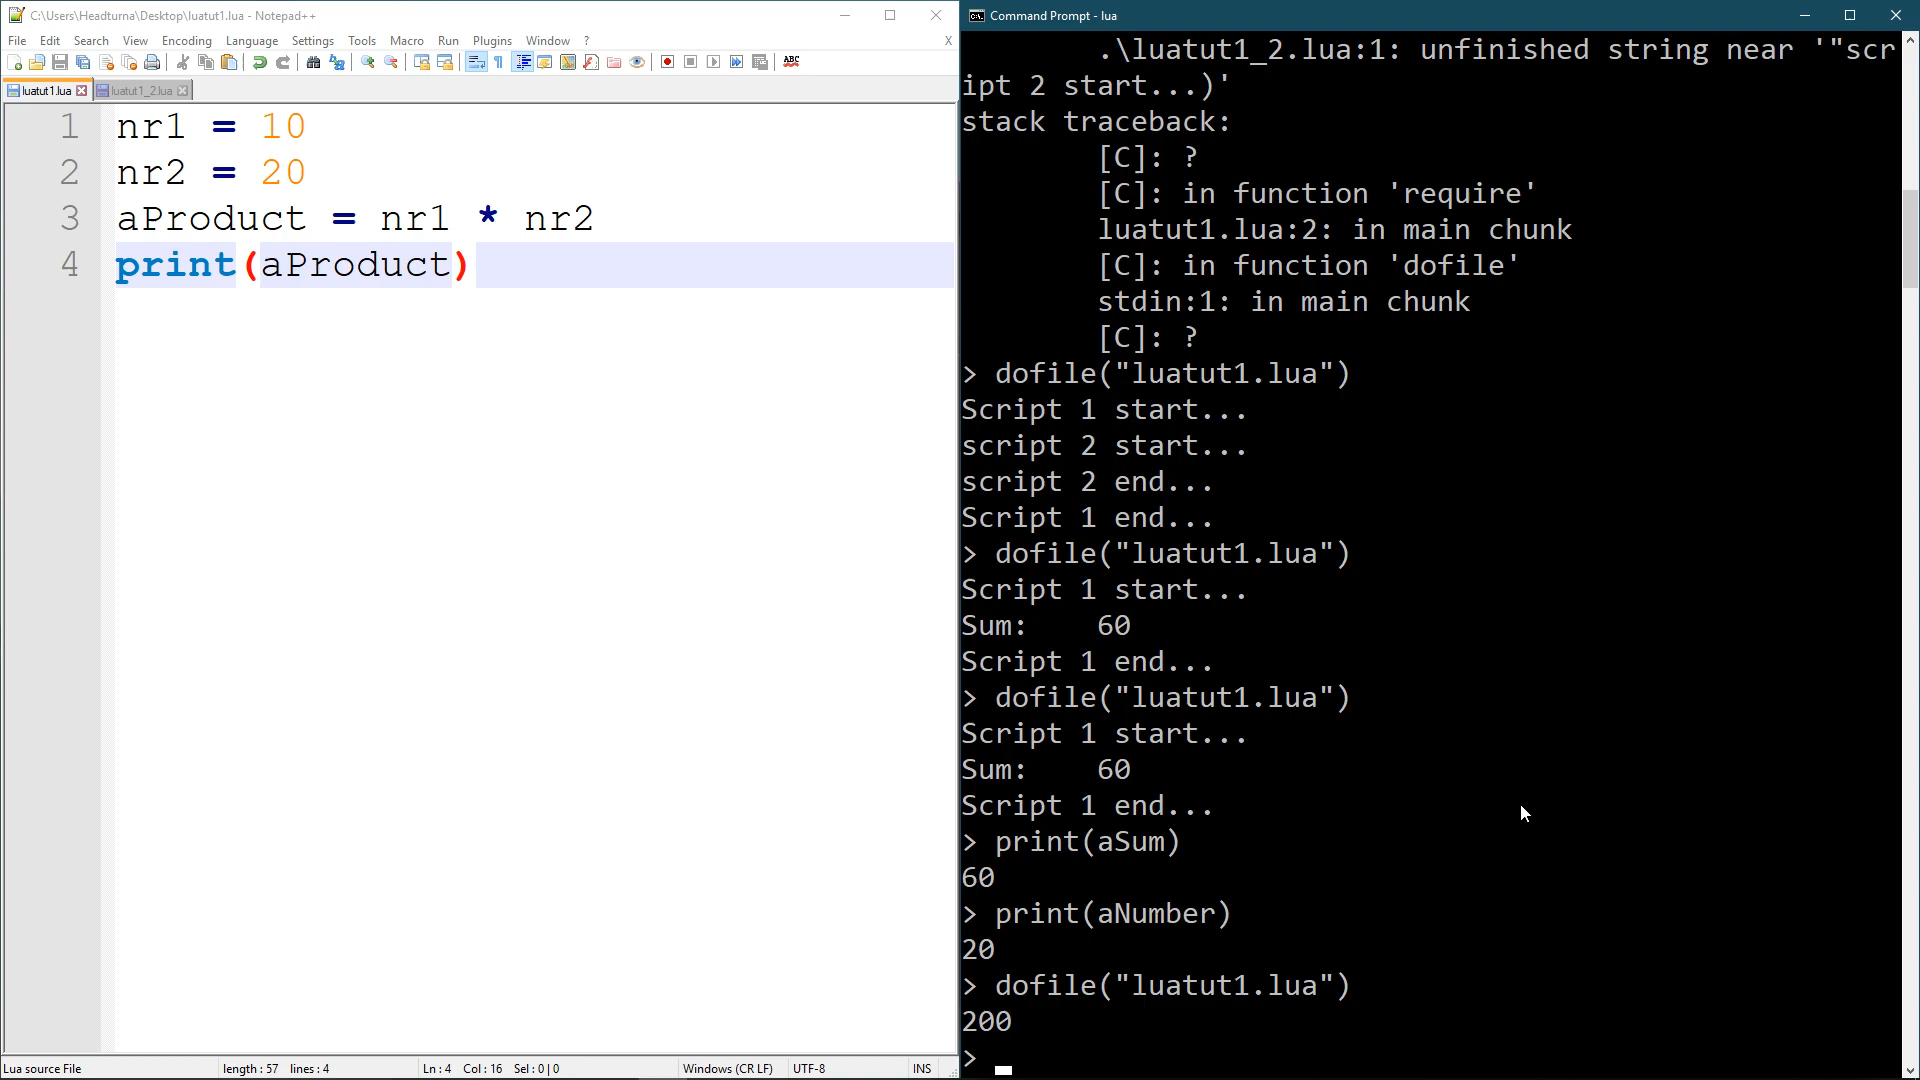 C:\Users\Headturna\Desktop\luatut1.lua - Notepad++
File Edit Search View Encoding Language Settings Tools Macro Run Plugins Window ? X
ABC
luatut1.lua luatut1_2.lua
1 nr1 = 10
2 nr2 = 20
3 aProduct = nr1 * nr2
4 print(aProduct)
Lua source File length : 57 lines : 4 Ln : 4 Col : 16 Sel : 0 | 0 Windows (CR LF) UTF-8 INS
Command Prompt - lua
.\luatut1_2.lua:1: unfinished string near '"scr
ipt 2 start...)'
stack traceback:
[C]: ?
[C]: in function 'require'
luatut1.lua:2: in main chunk
[C]: in function 'dofile'
stdin:1: in main chunk
[C]: ?
> dofile("luatut1.lua")
Script 1 start...
script 2 start...
script 2 end...
Script 1 end...
> dofile("luatut1.lua")
Script 1 start...
Sum: 60
Script 1 end...
> dofile("luatut1.lua")
Script 1 start...
Sum: 60
Script 1 end...
> print(aSum)
60
> print(aNumber)
20
> dofile("luatut1.lua")
200
>